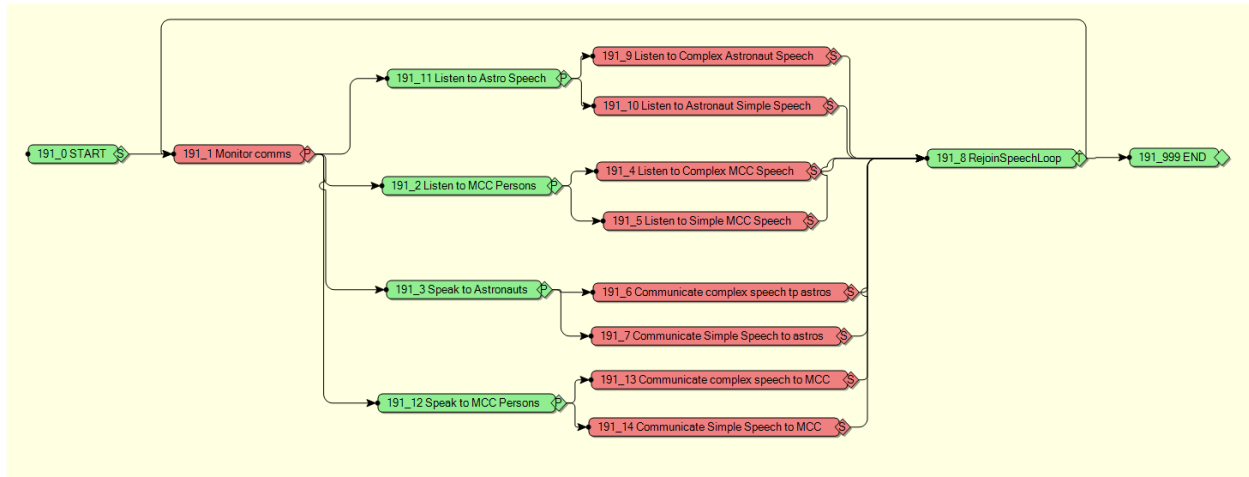 191_9 Listen to Complex Astronaut Speech S
191_11 Listen to Astro Speech P
191_10 Listen to Astronaut Simple Speech S
191_0 START S
191_1 Monitor comms P
191_8 RejoinSpeechLoop T
191_999 END
191_4 Listen to Complex MCC Speech S
191_2 Listen to MCC Persons P
191_5 Listen to Simple MCC Speech S
191_3 Speak to Astronauts P
191_6 Communicate complex speech tp astros S
191_7 Communicate Simple Speech to astros S
191_13 Communicate complex speech to MCC S
191_12 Speak to MCC Persons P
191_14 Communicate Simple Speech to MCC S